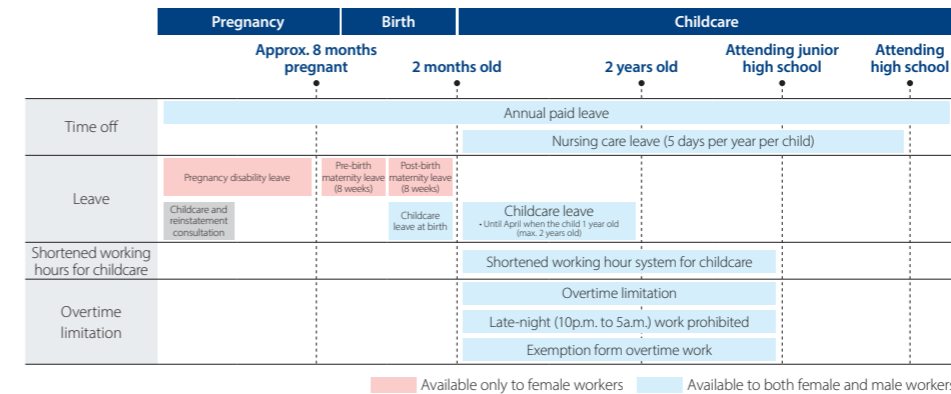 Pregnancy Birth Childcare
Approx. 8 months pregnant
2 months old
2 years old
Attending junior high school
Attending high school
Time off
Annual paid leave
Nursing care leave (5 days per year per child)
Leave
Pregnancy disability leave
Pre-birth
maternity leave
(8 weeks)
Post-birth
maternity leave
(8 weeks)
Childcare and
reinstatement
consultation
Childcare
leave at birth
Childcare leave
• Until April when the child 1 year old
(max. 2 years old)
Shortened working
hours for childcare
Shortened working hour system for childcare
Overtime
limitation
Overtime limitation
Late-night (10p.m. to 5a.m.) work prohibited
Exemption form overtime work
Available only to female workers
Available to both female and male workers